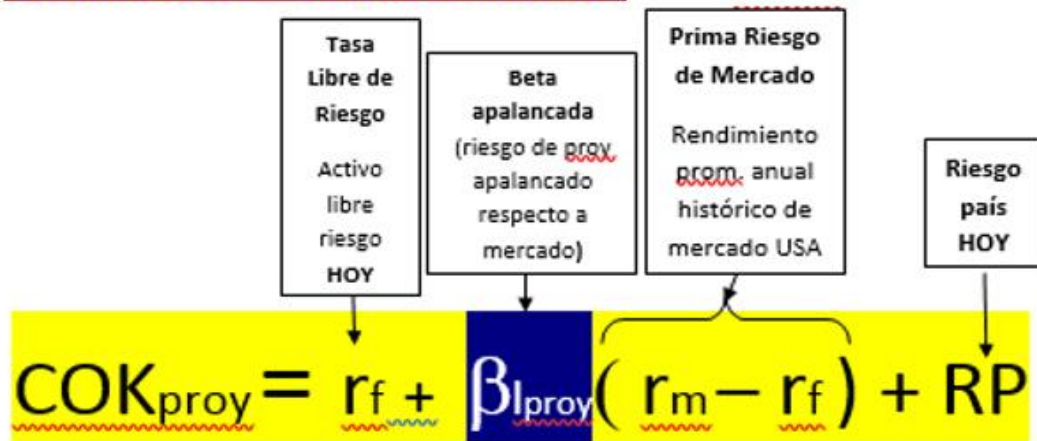 Tasa
Libre de
Riesgo
Activo
libre
riesgo
HOY
Beta
apalancada
(riesgo de proy
apalancado
respecto a
mercado)
Prima Riesgo
de Mercado
Rendimiento
prom. anual
histórico de
mercado USA
Riesgo
país
HOY
COKproy = rf + βlproy( rm − rf ) + RP